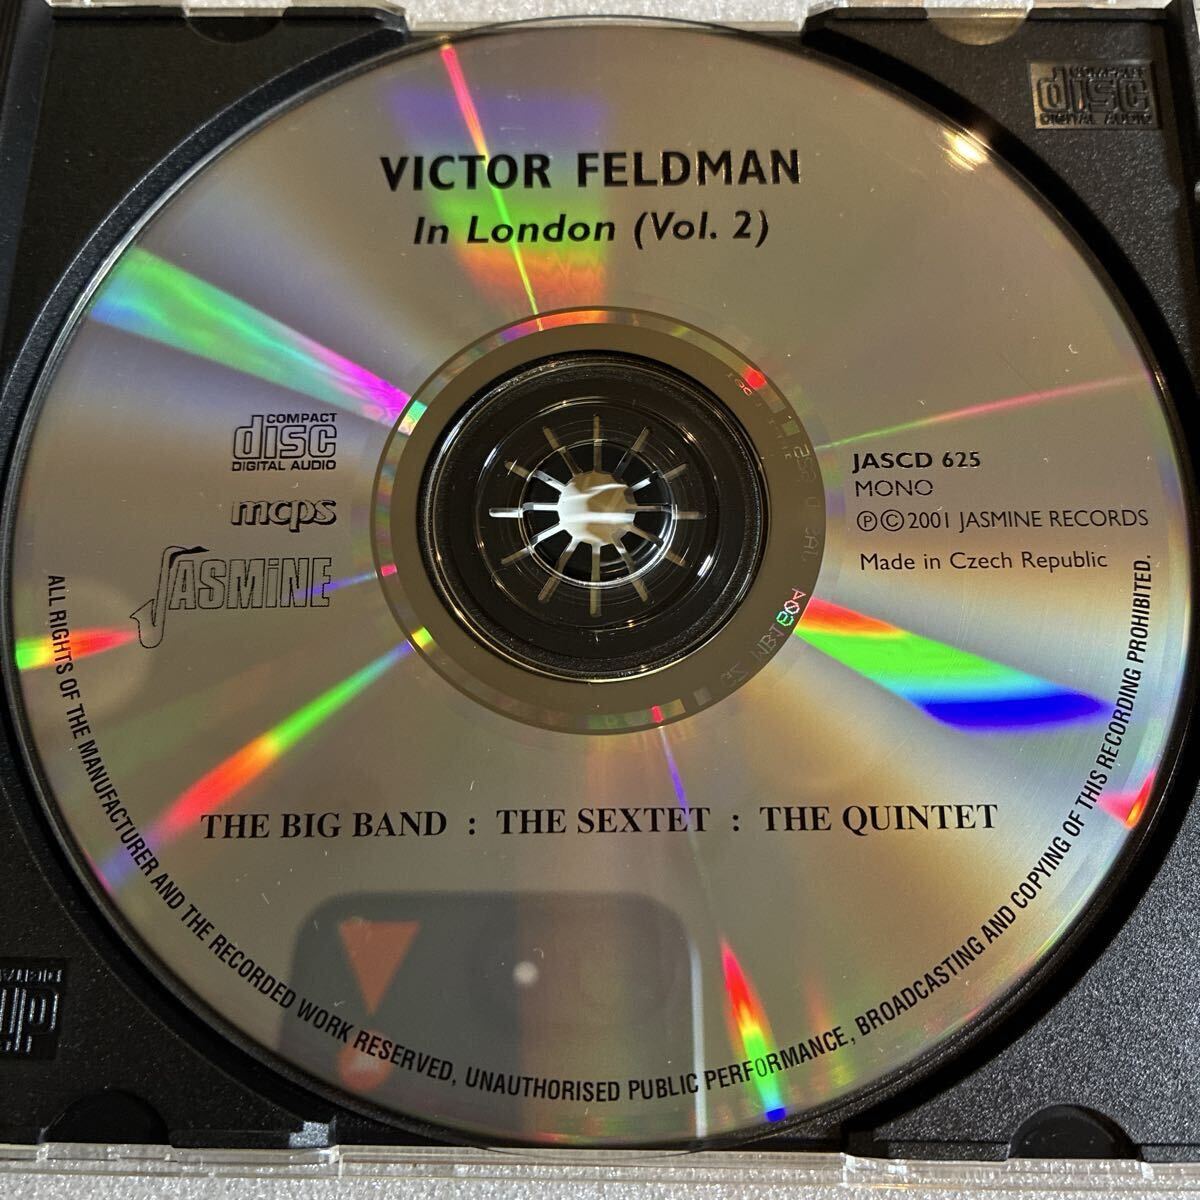 COMPACT
disc
DIGITAL AUDIO
VICTOR FELDMAN
In London (Vol. 2)
COMPACT
disc
DIGITAL AUDIO
mcps
JASMINE
JASCD 625
MONO
℗©2001 JASMINE RECORDS
Made in Czech Republic
THE BIG BAND : THE SEXTET : THE QUINTET
ALL RIGHTS OF THE MANUFACTURER AND THE RECORDED WORK RESERVED, UNAUTHORISED PUBLIC PERFORMANCE, BROADCASTING AND COPYING OF THIS RECORDING PROHIBITED.